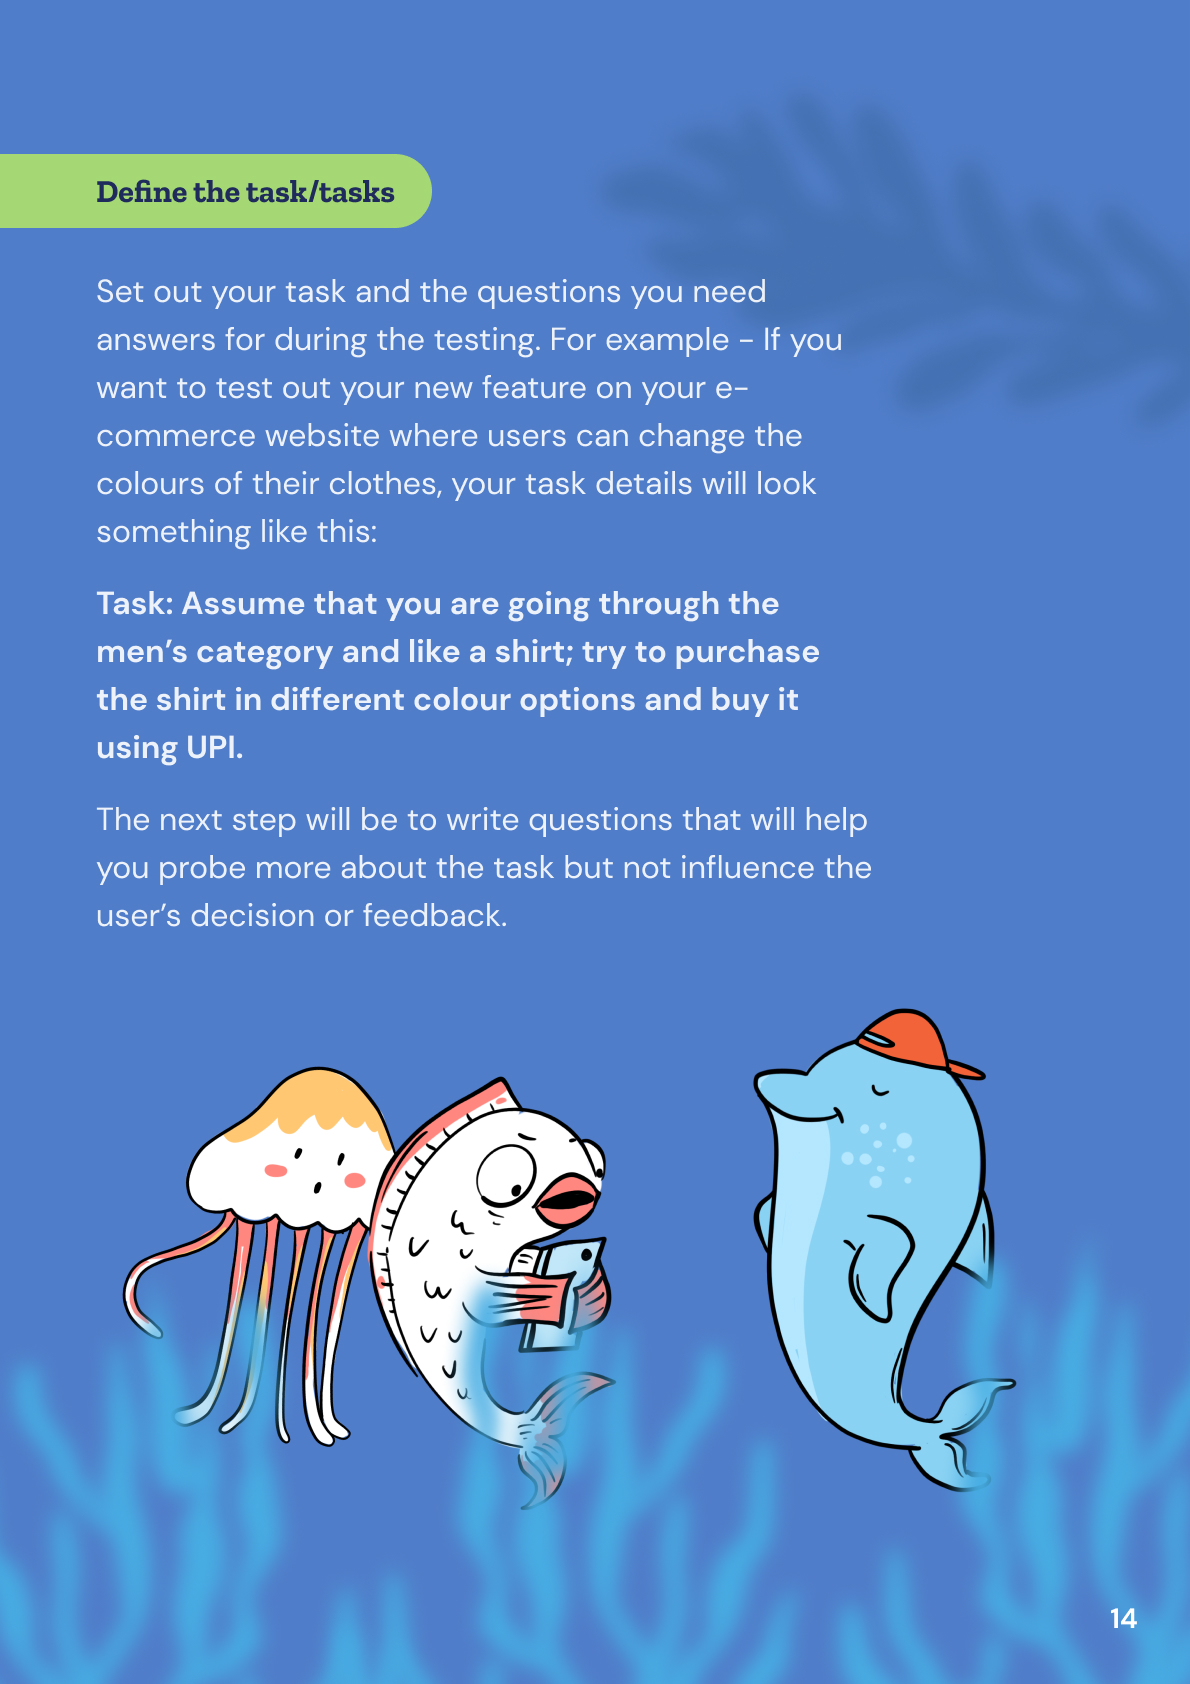 Define the task/tasks
Set out your task and the questions you need
answers for during the testing. For example - If you
want to test out your new feature on your e-
commerce website where users can change the
colours of their clothes, your task details will look
something like this:
Task: Assume that you are going through the
men’s category and like a shirt; try to purchase
the shirt in different colour options and buy it
using UPI.
The next step will be to write questions that will help
you probe more about the task but not influence the
user’s decision or feedback.
14